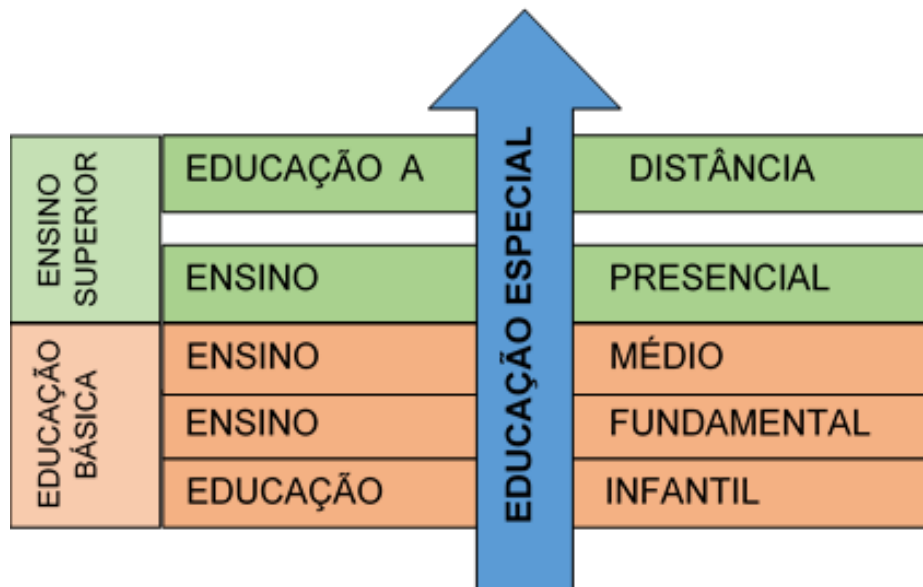 ENSINO
SUPERIOR
EDUCAÇÃO A DISTÂNCIA
ENSINO PRESENCIAL
EDUCAÇÃO
BÁSICA
ENSINO MÉDIO
ENSINO FUNDAMENTAL
EDUCAÇÃO INFANTIL
EDUCAÇÃO ESPECIAL